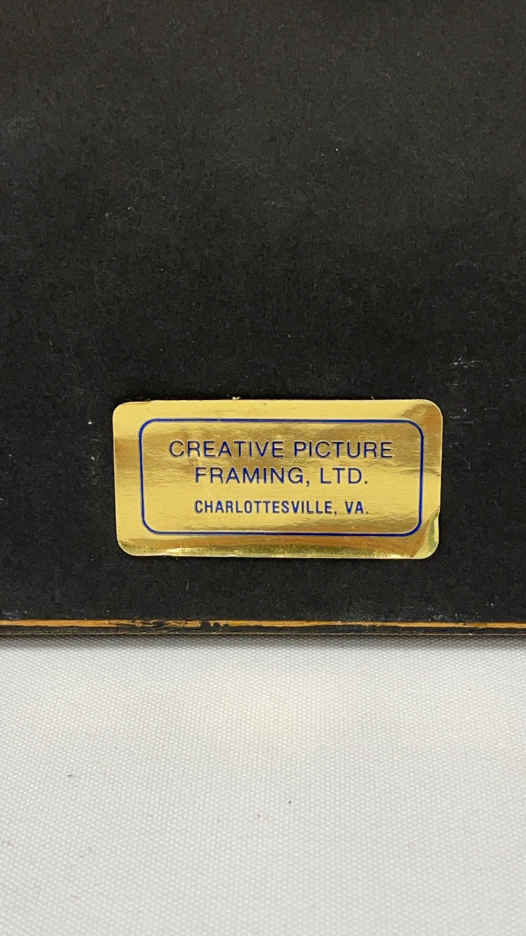 CREATIVE PICTURE
FRAMING, LTD.
CHARLOTTESVILLE, VA.